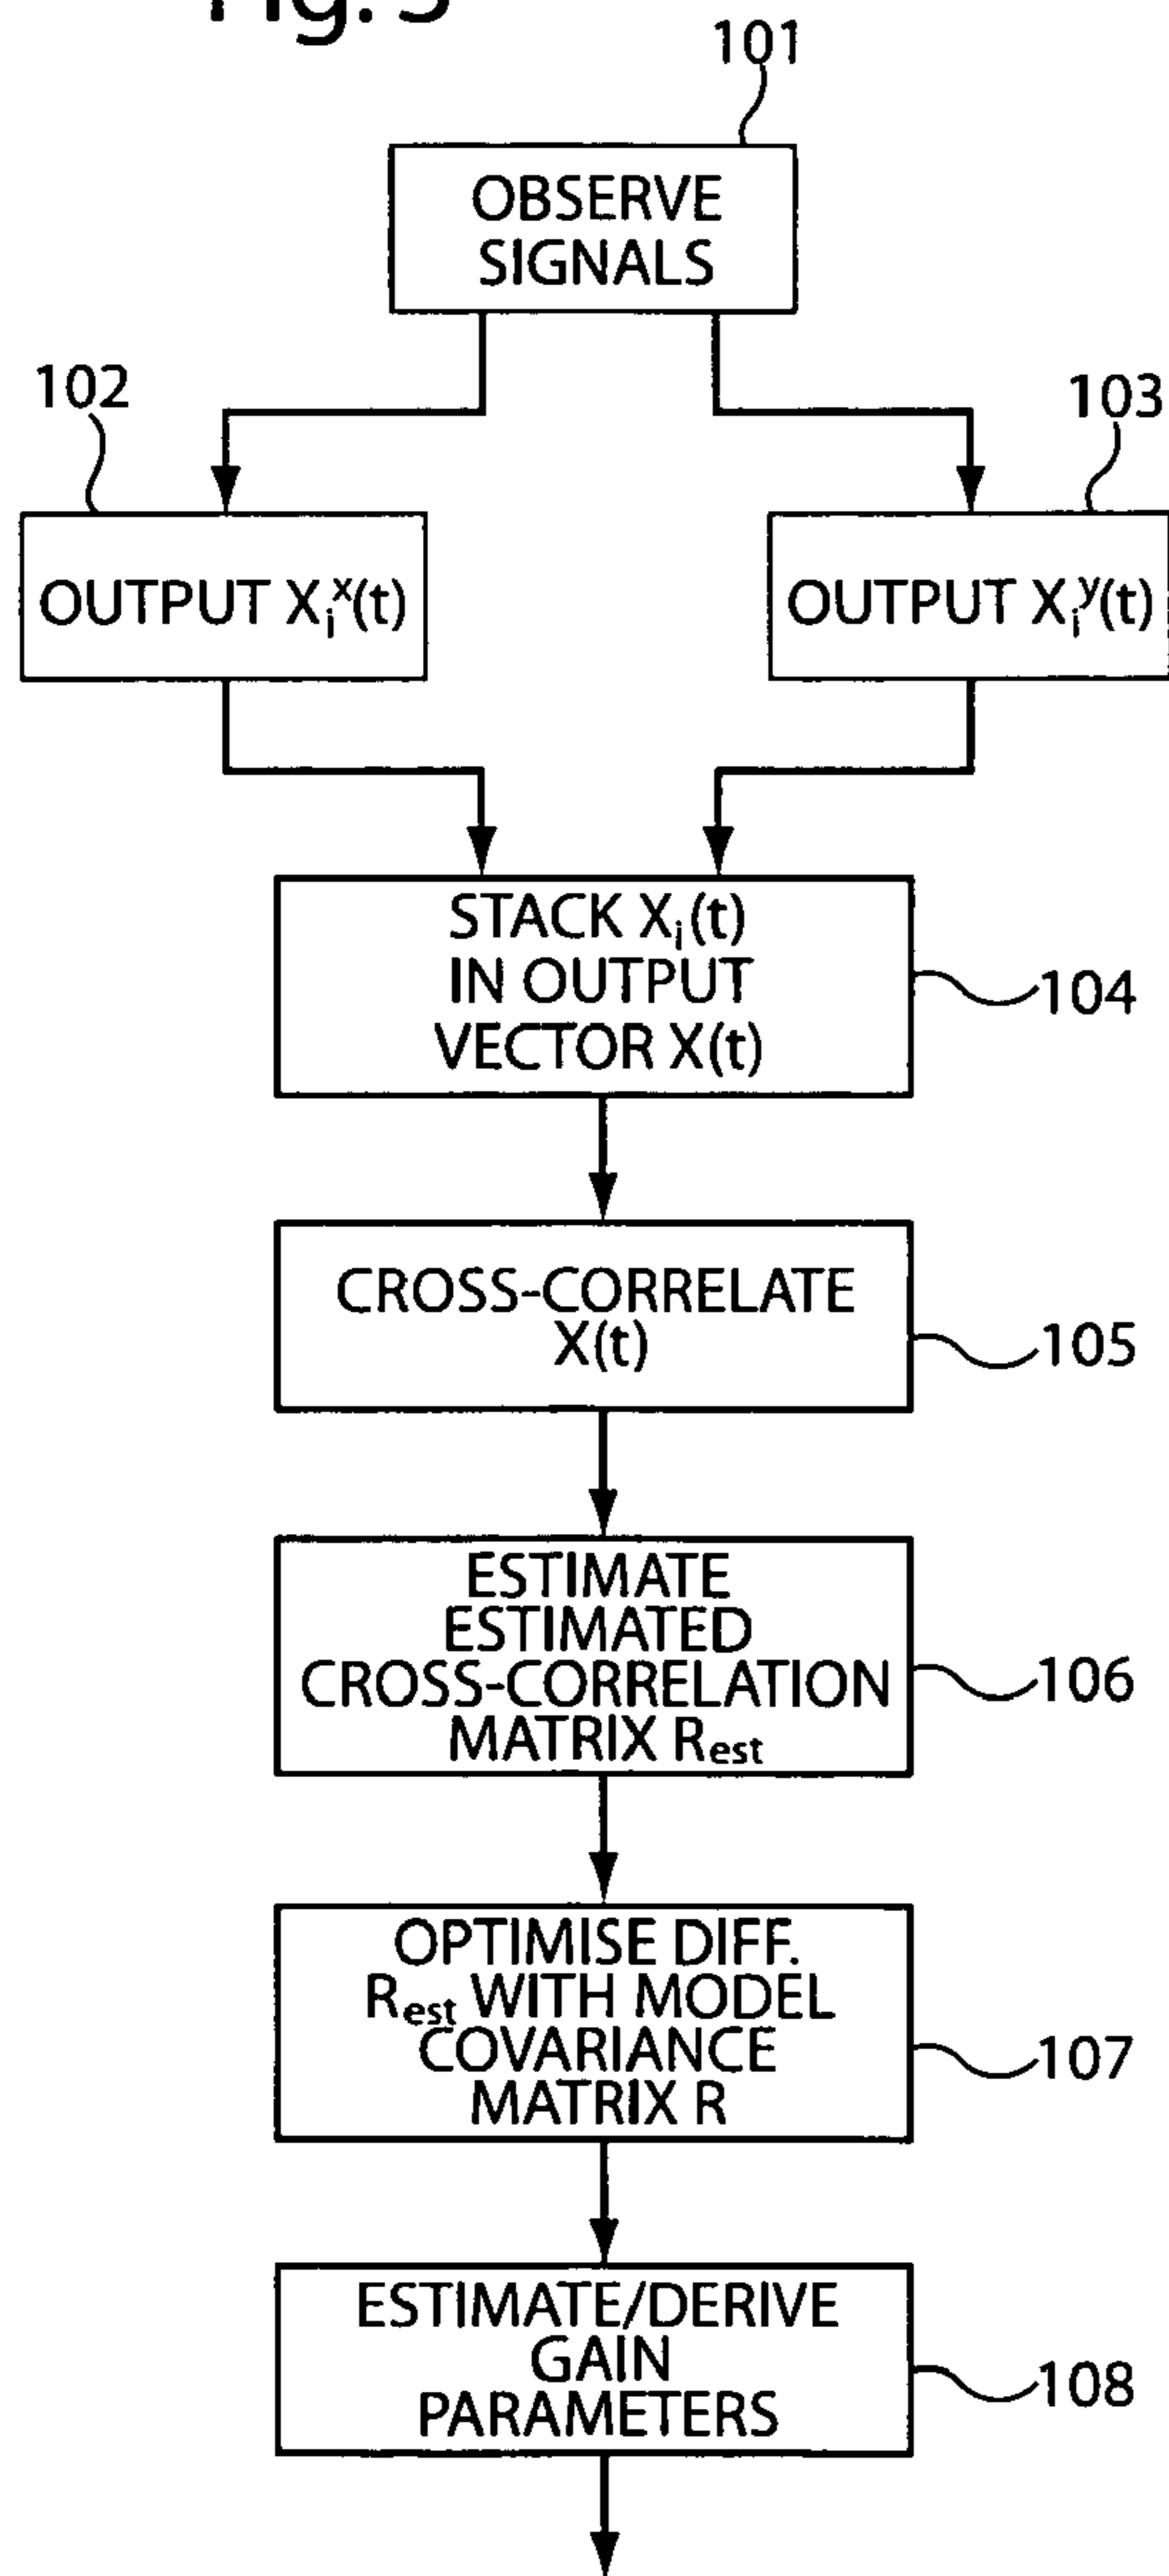 Fig. 3
101
OBSERVE
SIGNALS
102
103
OUTPUT Xᵢˣ(t)
OUTPUT Xᵢʸ(t)
STACK Xᵢ(t)
IN OUTPUT
VECTOR X(t)
104
CROSS-CORRELATE
X(t)
105
ESTIMATE
ESTIMATED
CROSS-CORRELATION
MATRIX Rest
106
OPTIMISE DIFF.
Rest WITH MODEL
COVARIANCE
MATRIX R
107
ESTIMATE/DERIVE
GAIN
PARAMETERS
108